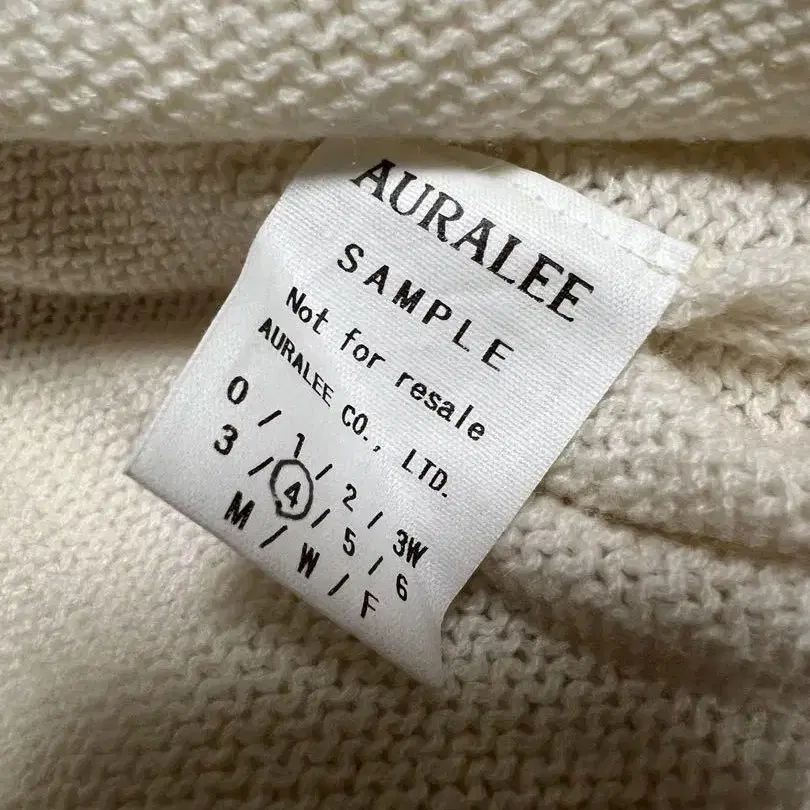 AURALEE
SAMPLE
Not for resale
AURALEE CO., LTD.
0 / 1 / 2 / 3W
3 / 4 / 5 / 6
M / W / F